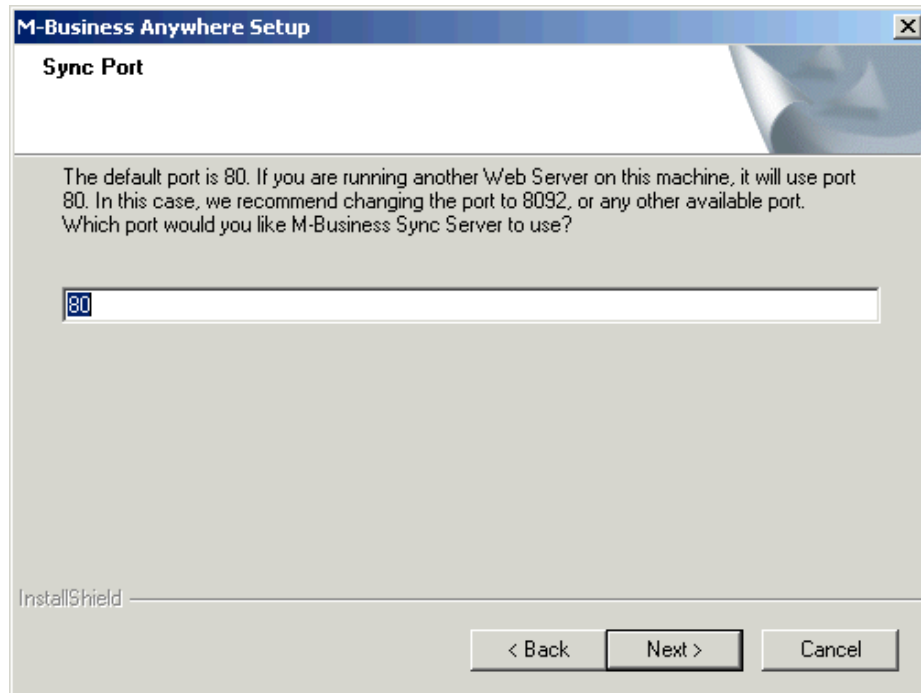 M-Business Anywhere Setup
Sync Port
The default port is 80. If you are running another Web Server on this machine, it will use port
80. In this case, we recommend changing the port to 8092, or any other available port.
Which port would you like M-Business Sync Server to use?
80
InstallShield
< Back Next > Cancel